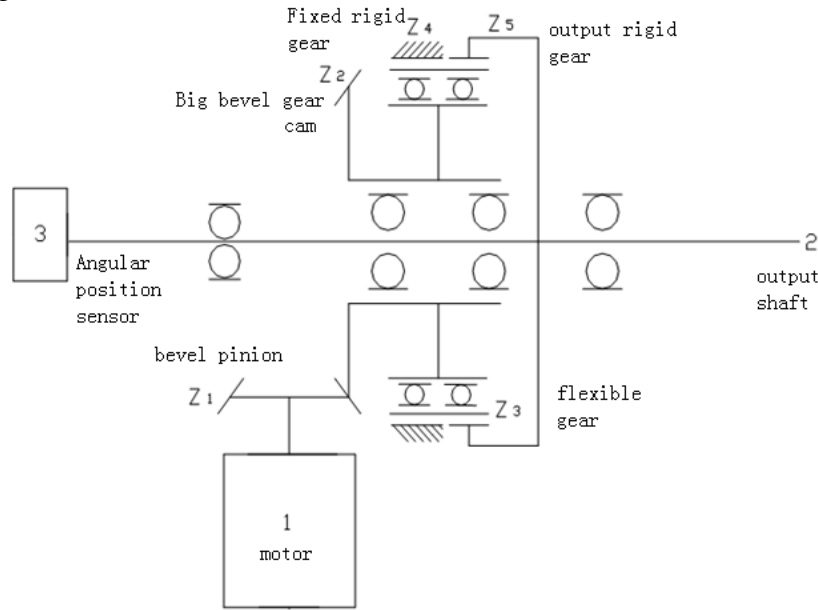 Fixed rigid
gear
Z4
Z5
output rigid
gear
Z2
Big bevel gear
cam
3
Angular
position
sensor
2
output
shaft
bevel pinion
Z1
Z3
flexible
gear
1
motor